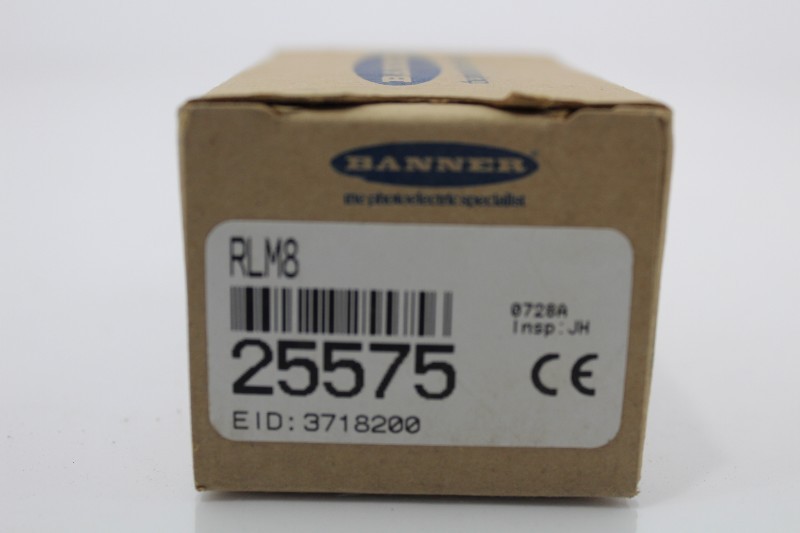 BANNER
the photoelectric specialist
RLM8
0728A
Insp:JH
25575
CE
EID:3718200